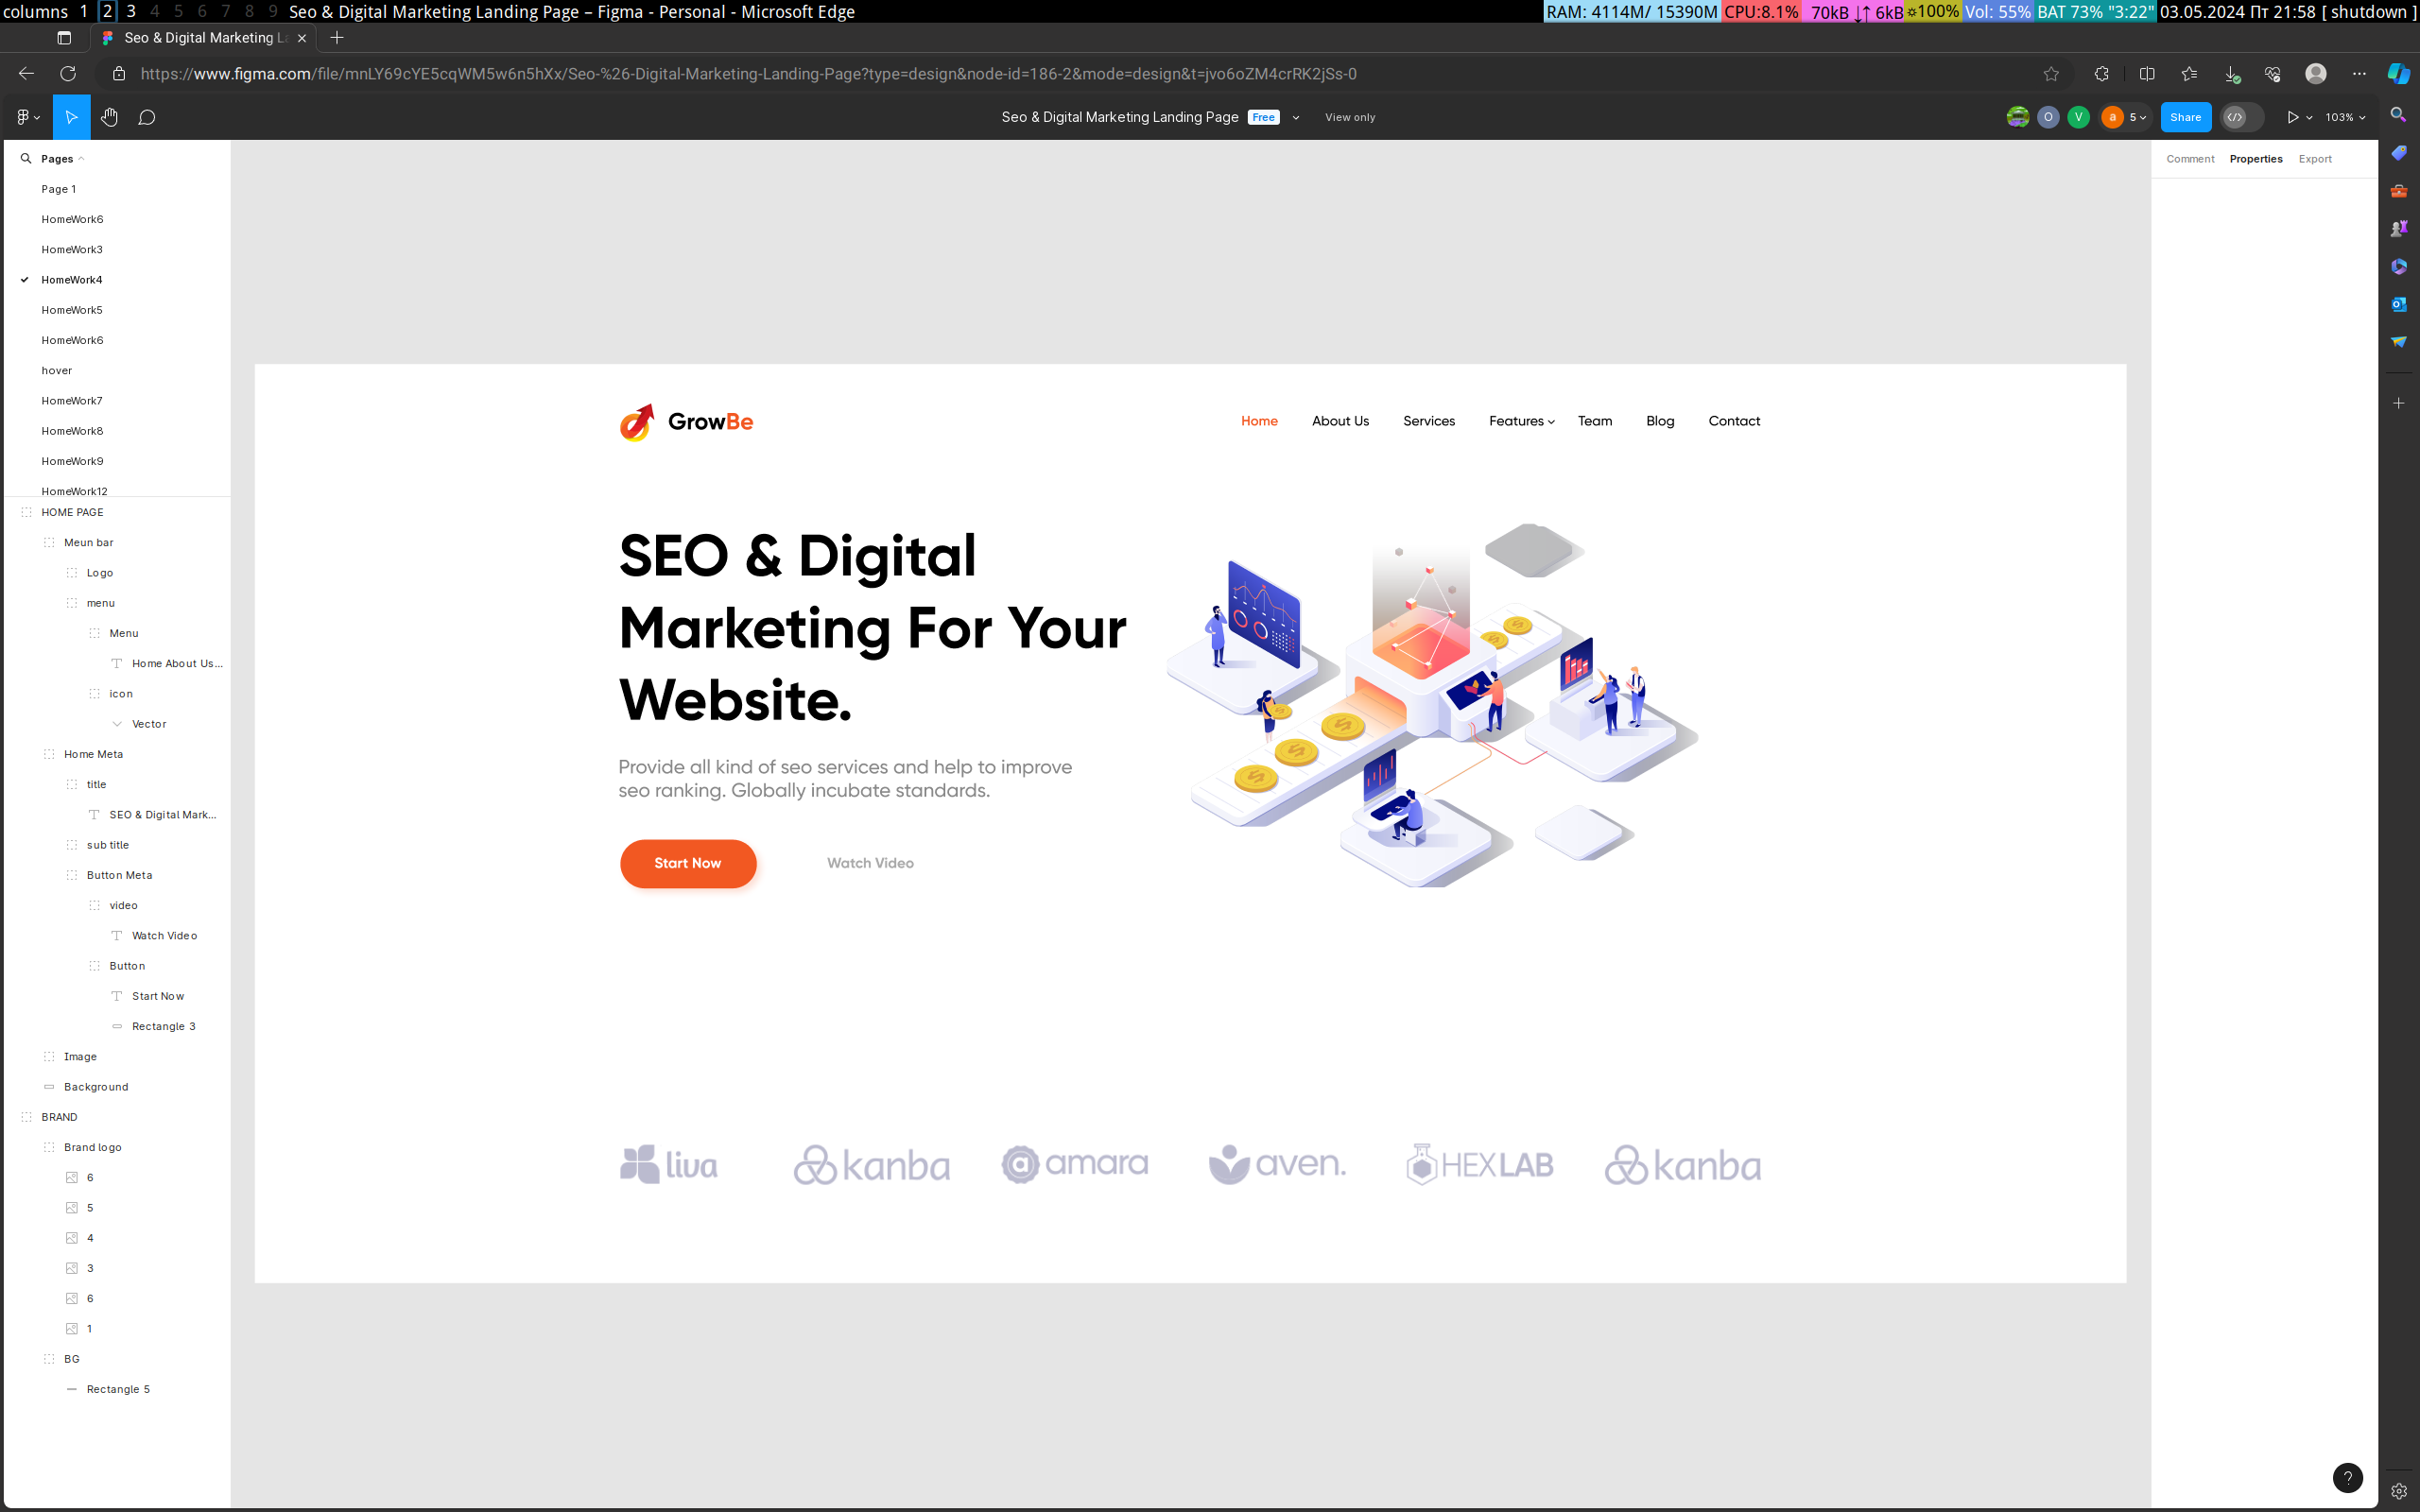 columns 1 2 3 4 5 6 7 8 9 Seo & Digital Marketing Landing Page – Figma - Personal - Microsoft Edge
RAM: 4114M/ 15390M CPU:8.1% 70kB ↓↑ 6kB ☼100% Vol: 55% BAT 73% "3:22" 03.05.2024 Пт 21:58 [ shutdown ]
Seo & Digital Marketing L
https://www.figma.com/file/mnLY69cYE5cqWM5w6n5hXx/Seo-%26-Digital-Marketing-Landing-Page?type=design&node-id=186-2&mode=design&t=jvo6oZM4crRK2jSs-0
Seo & Digital Marketing Landing Page Free View only
O V a 5 Share 103%
Pages
Page 1
HomeWork6
HomeWork3
HomeWork4
HomeWork5
HomeWork6
hover
HomeWork7
HomeWork8
HomeWork9
HomeWork12
HOME PAGE
Meun bar
Logo
menu
Menu
Home About Us...
icon
Vector
Home Meta
title
SEO & Digital Mark...
sub title
Button Meta
video
Watch Video
Button
Start Now
Rectangle 3
Image
Background
BRAND
Brand logo
6
5
4
3
6
1
BG
Rectangle 5
GrowBe
Home About Us Services Features Team Blog Contact
SEO & Digital
Marketing For Your
Website.
Provide all kind of seo services and help to improve
seo ranking. Globally incubate standards.
Start Now Watch Video
liva kanba amara aven. HEXLAB kanba
Comment Properties Export
?